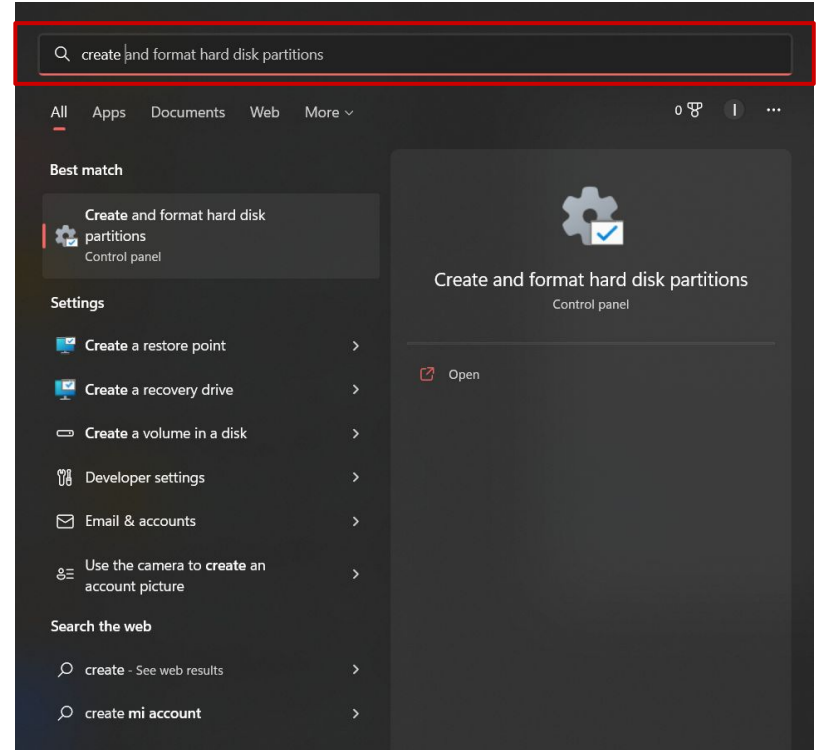 create and format hard disk partitions
All Apps Documents Web More
0
I
Best match
Create and format hard disk
partitions
Control panel
Create and format hard disk partitions
Control panel
Open
Settings
Create a restore point
Create a recovery drive
Create a volume in a disk
Developer settings
Email & accounts
Use the camera to create an
account picture
Search the web
create - See web results
create mi account